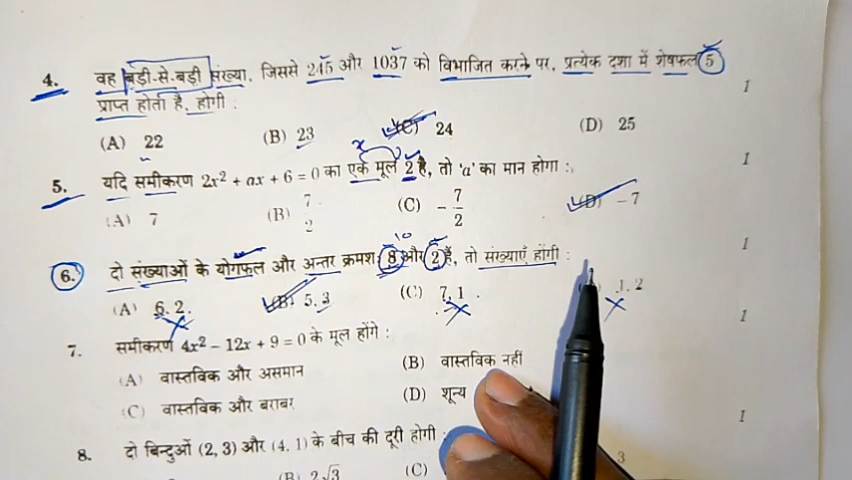 4. वह बड़ी-से-बड़ी संख्या, जिससे 245 और 1037 को विभाजित करने पर, प्रत्येक दशा में शेषफल 5
प्राप्त होती है, होगी : 1
(A) 22 (B) 23 (C) 24 (D) 25
x
5. यदि समीकरण 2x² + ax + 6 = 0 का एक मूल 2 है, तो 'a' का मान होगा : 1
(A) 7 (B) 7/2 (C) -7/2 (D) -7
10
6. दो संख्याओं के योगफल और अन्तर क्रमश: 8 और 2 हैं, तो संख्याएँ होंगी : 1
(A) 6, 2 (B) 5, 3 (C) 7, 1 1, 2
7. समीकरण 4x² - 12x + 9 = 0 के मूल होंगे : 1
(A) वास्तविक और असमान (B) वास्तविक नहीं
(C) वास्तविक और बराबर (D) शून्य
8. दो बिन्दुओं (2, 3) और (4, 1) के बीच की दूरी होगी 1
(B) 2√3 (C) 3